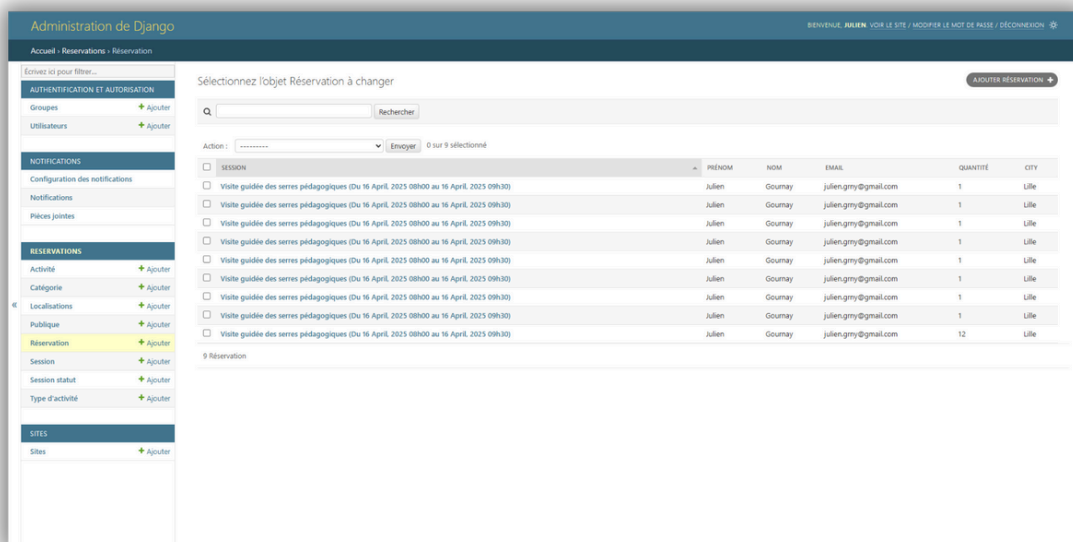 Administration de Django
BIENVENUE, JULIEN. VOIR LE SITE / MODIFIER LE MOT DE PASSE / DÉCONNEXION
Accueil › Reservations › Réservation
Écrivez ici pour filtrer...
AUTHENTIFICATION ET AUTORISATION
Groupes + Ajouter
Utilisateurs + Ajouter
NOTIFICATIONS
Configuration des notifications
Notifications
Pièces jointes
RESERVATIONS
Activité + Ajouter
Catégorie + Ajouter
«
Localisations + Ajouter
Publique + Ajouter
Réservation + Ajouter
Session + Ajouter
Session statut + Ajouter
Type d'activité + Ajouter
SITES
Sites + Ajouter
Sélectionnez l'objet Réservation à changer
AJOUTER RÉSERVATION +
Rechercher
Action : --------- Envoyer 0 sur 9 sélectionné
SESSION PRÉNOM NOM EMAIL QUANTITÉ CITY
Visite guidée des serres pédagogiques (Du 16 April, 2025 08h00 au 16 April, 2025 09h30) Julien Gournay julien.grny@gmail.com 1 Lille
Visite guidée des serres pédagogiques (Du 16 April, 2025 08h00 au 16 April, 2025 09h30) Julien Gournay julien.grny@gmail.com 1 Lille
Visite guidée des serres pédagogiques (Du 16 April, 2025 08h00 au 16 April, 2025 09h30) Julien Gournay julien.grny@gmail.com 1 Lille
Visite guidée des serres pédagogiques (Du 16 April, 2025 08h00 au 16 April, 2025 09h30) Julien Gournay julien.grny@gmail.com 1 Lille
Visite guidée des serres pédagogiques (Du 16 April, 2025 08h00 au 16 April, 2025 09h30) Julien Gournay julien.grny@gmail.com 1 Lille
Visite guidée des serres pédagogiques (Du 16 April, 2025 08h00 au 16 April, 2025 09h30) Julien Gournay julien.grny@gmail.com 1 Lille
Visite guidée des serres pédagogiques (Du 16 April, 2025 08h00 au 16 April, 2025 09h30) Julien Gournay julien.grny@gmail.com 1 Lille
Visite guidée des serres pédagogiques (Du 16 April, 2025 08h00 au 16 April, 2025 09h30) Julien Gournay julien.grny@gmail.com 1 Lille
Visite guidée des serres pédagogiques (Du 16 April, 2025 08h00 au 16 April, 2025 09h30) Julien Gournay julien.grny@gmail.com 12 Lille
9 Réservation